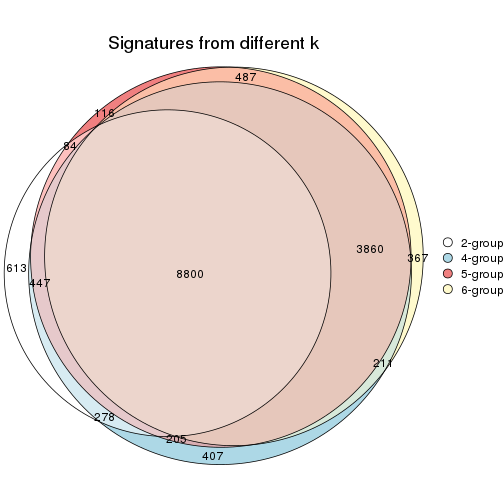 Signatures from different k
487
116
84
3860
367
613
8800
447
211
278
205
407
2-group
4-group
5-group
6-group